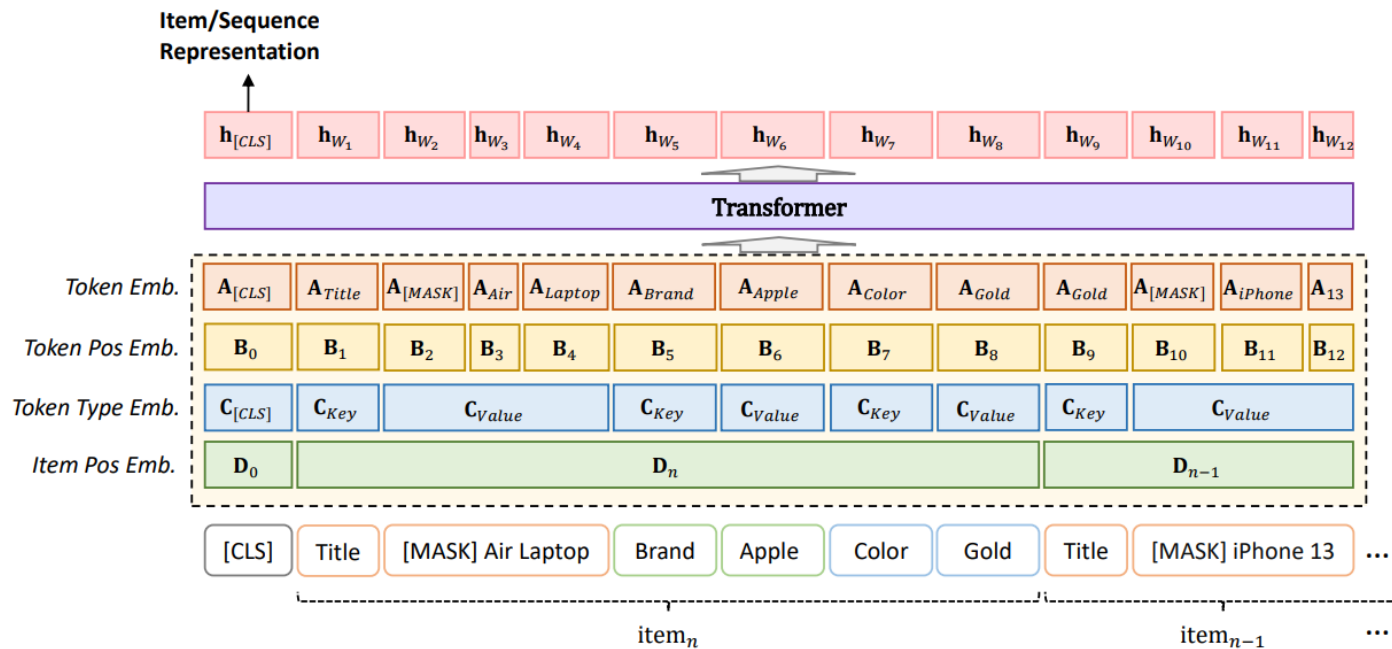 Item/Sequence
Representation
h[CLS] hW1 hW2 hW3 hW4 hW5 hW6 hW7 hW8 hW9 hW10 hW11 hW12
Transformer
Token Emb. A[CLS] ATitle A[MASK] AAir ALaptop ABrand AApple AColor AGold AGold A[MASK] AiPhone A13
Token Pos Emb. B0 B1 B2 B3 B4 B5 B6 B7 B8 B9 B10 B11 B12
Token Type Emb. C[CLS] CKey CValue CKey CValue CKey CValue CKey CValue
Item Pos Emb. D0 Dn Dn−1
[CLS] Title [MASK] Air Laptop Brand Apple Color Gold Title [MASK] iPhone 13 ...
itemn itemn−1 ...